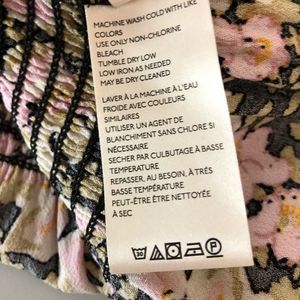 MACHINE WASH COLD WITH LIKE
COLORS
USE ONLY NON-CHLORINE
BLEACH
TUMBLE DRY LOW
LOW IRON AS NEEDED
MAY BE DRY CLEANED
LAVER À LA MACHINE À L'EAU
FROIDE AVEC COULEURS
SIMILAIRES
UTILISER UN AGENT DE
BLANCHIMENT SANS CHLORE SI
NÉCESSAIRE
SECHER PAR CULBUTAGE À BASSE
TEMPERATURE
REPASSER, AU BESOIN, À
BASSE TEMPÉRATURE
PEUT-ÊTRE ÊTRE NETTOYÉE
À SEC
30 P